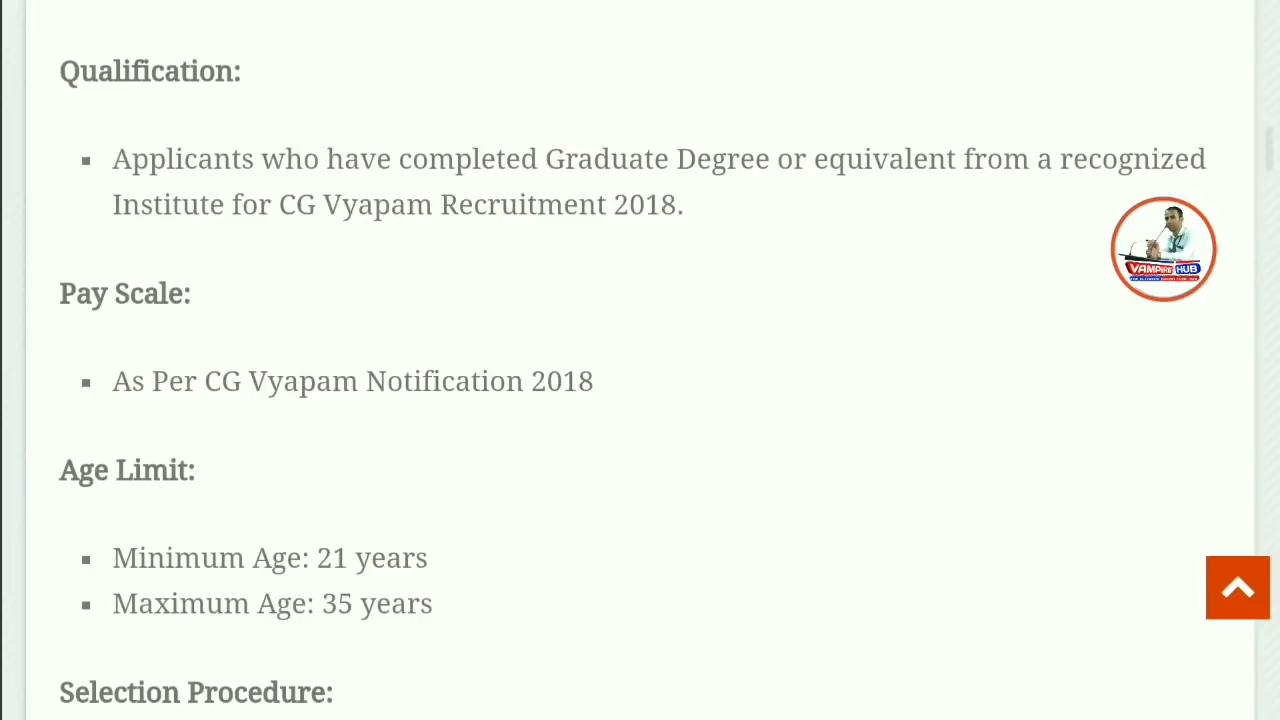 Qualification:
Applicants who have completed Graduate Degree or equivalent from a recognized
Institute for CG Vyapam Recruitment 2018.
VAMPIRE HUB
Pay Scale:
As Per CG Vyapam Notification 2018
Age Limit:
Minimum Age: 21 years
Maximum Age: 35 years
Selection Procedure: